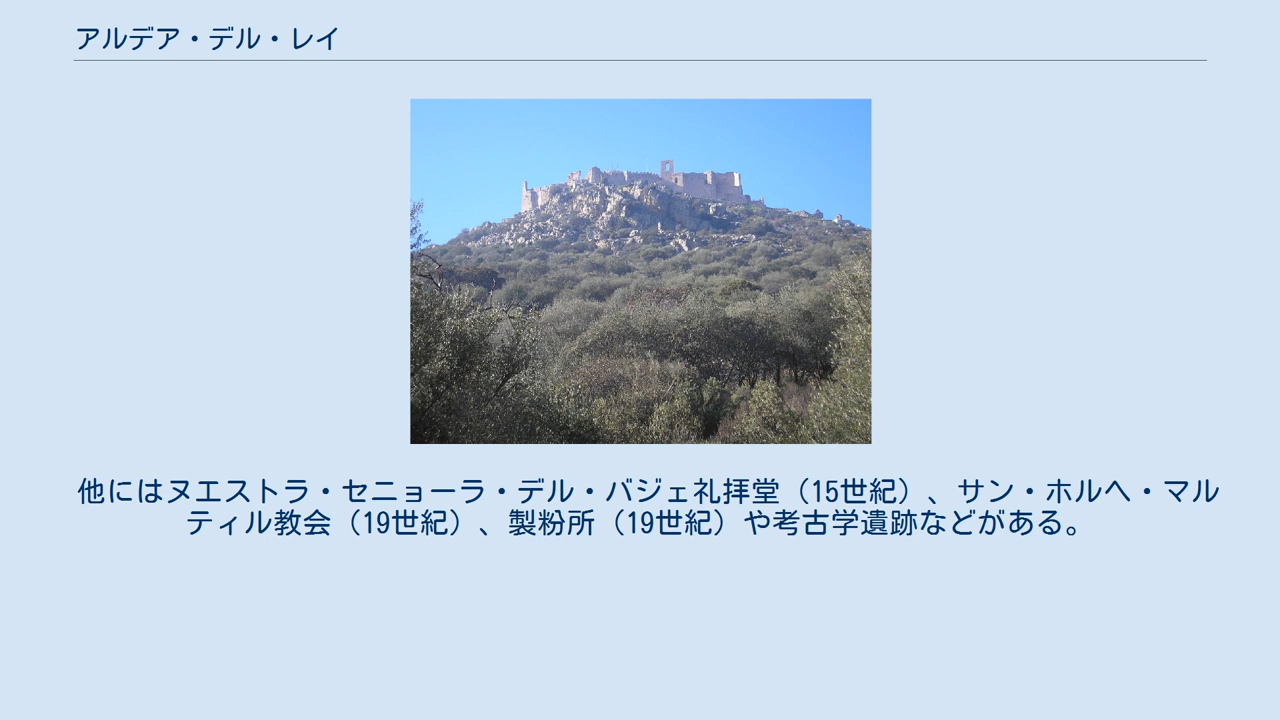 アルデア・デル・レイ
他にはヌエストラ・セニョーラ・デル・バジェ礼拝堂（15世紀）、サン・ホルヘ・マル
ティル教会（19世紀）、製粉所（19世紀）や考古学遺跡などがある。